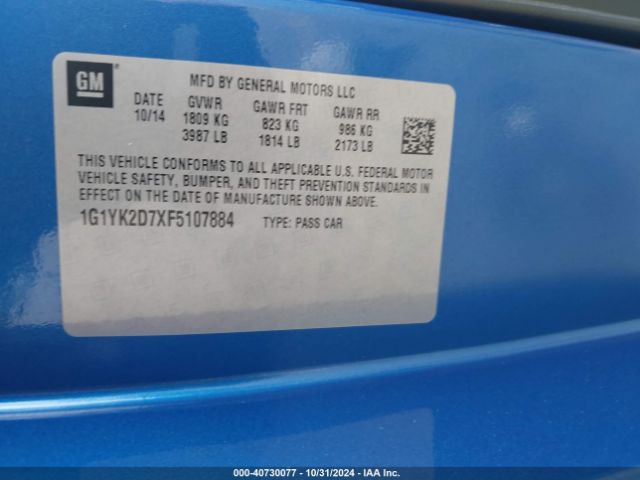 GM®
MFD BY GENERAL MOTORS LLC
DATE GVWR GAWR FRT GAWR RR
10/14 1809 KG 823 KG 986 KG
3987 LB 1814 LB 2173 LB
THIS VEHICLE CONFORMS TO ALL APPLICABLE U.S. FEDERAL MOTOR
VEHICLE SAFETY, BUMPER, AND THEFT PREVENTION STANDARDS IN
EFFECT ON THE DATE OF MANUFACTURE SHOWN ABOVE.
1G1YK2D7XF5107884 TYPE: PASS CAR
000-40730077 - 10/31/2024 - IAA Inc.